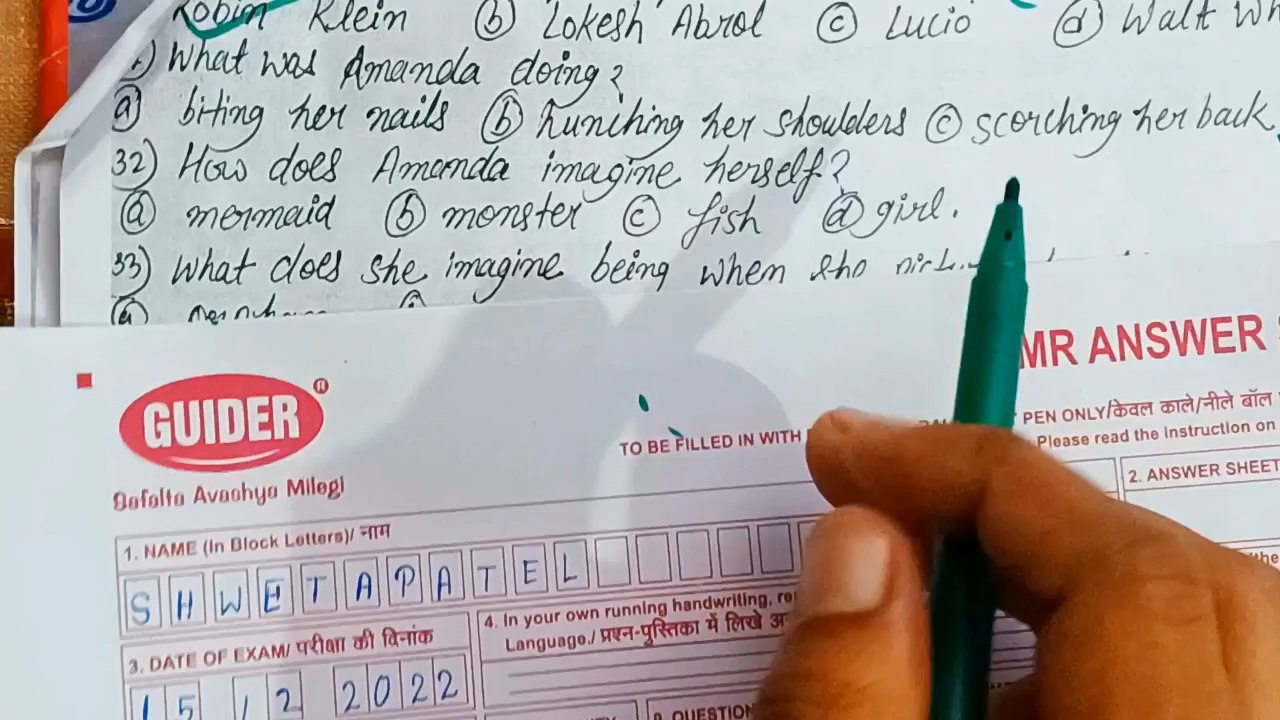 Robin Klein ⓑ Lokesh Abrol ⓒ Lucio ⓓ Walt
What was Amanda doing?
ⓐ biting her nails ⓑ hunching her shoulders ⓒ scorching her back
32) How does Amanda imagine herself?
ⓐ mermaid ⓑ monster ⓒ fish ⓓ girl.
33) What does she imagine being when
MR ANSWER
GUIDER®
PEN ONLY/केवल काले/नीले बॉल
TO BE FILLED IN WITH
Please read the instruction on
Safalta Avashya Milegi
2. ANSWER SHEET
1. NAME (In Block Letters)/ नाम
SHWETAPATEL
4. In your own running handwriting,
Language./ प्रश्न-पुस्तिका में लिखे
3. DATE OF EXAM/ परीक्षा की दिनांक
15 12 2022
QUESTION